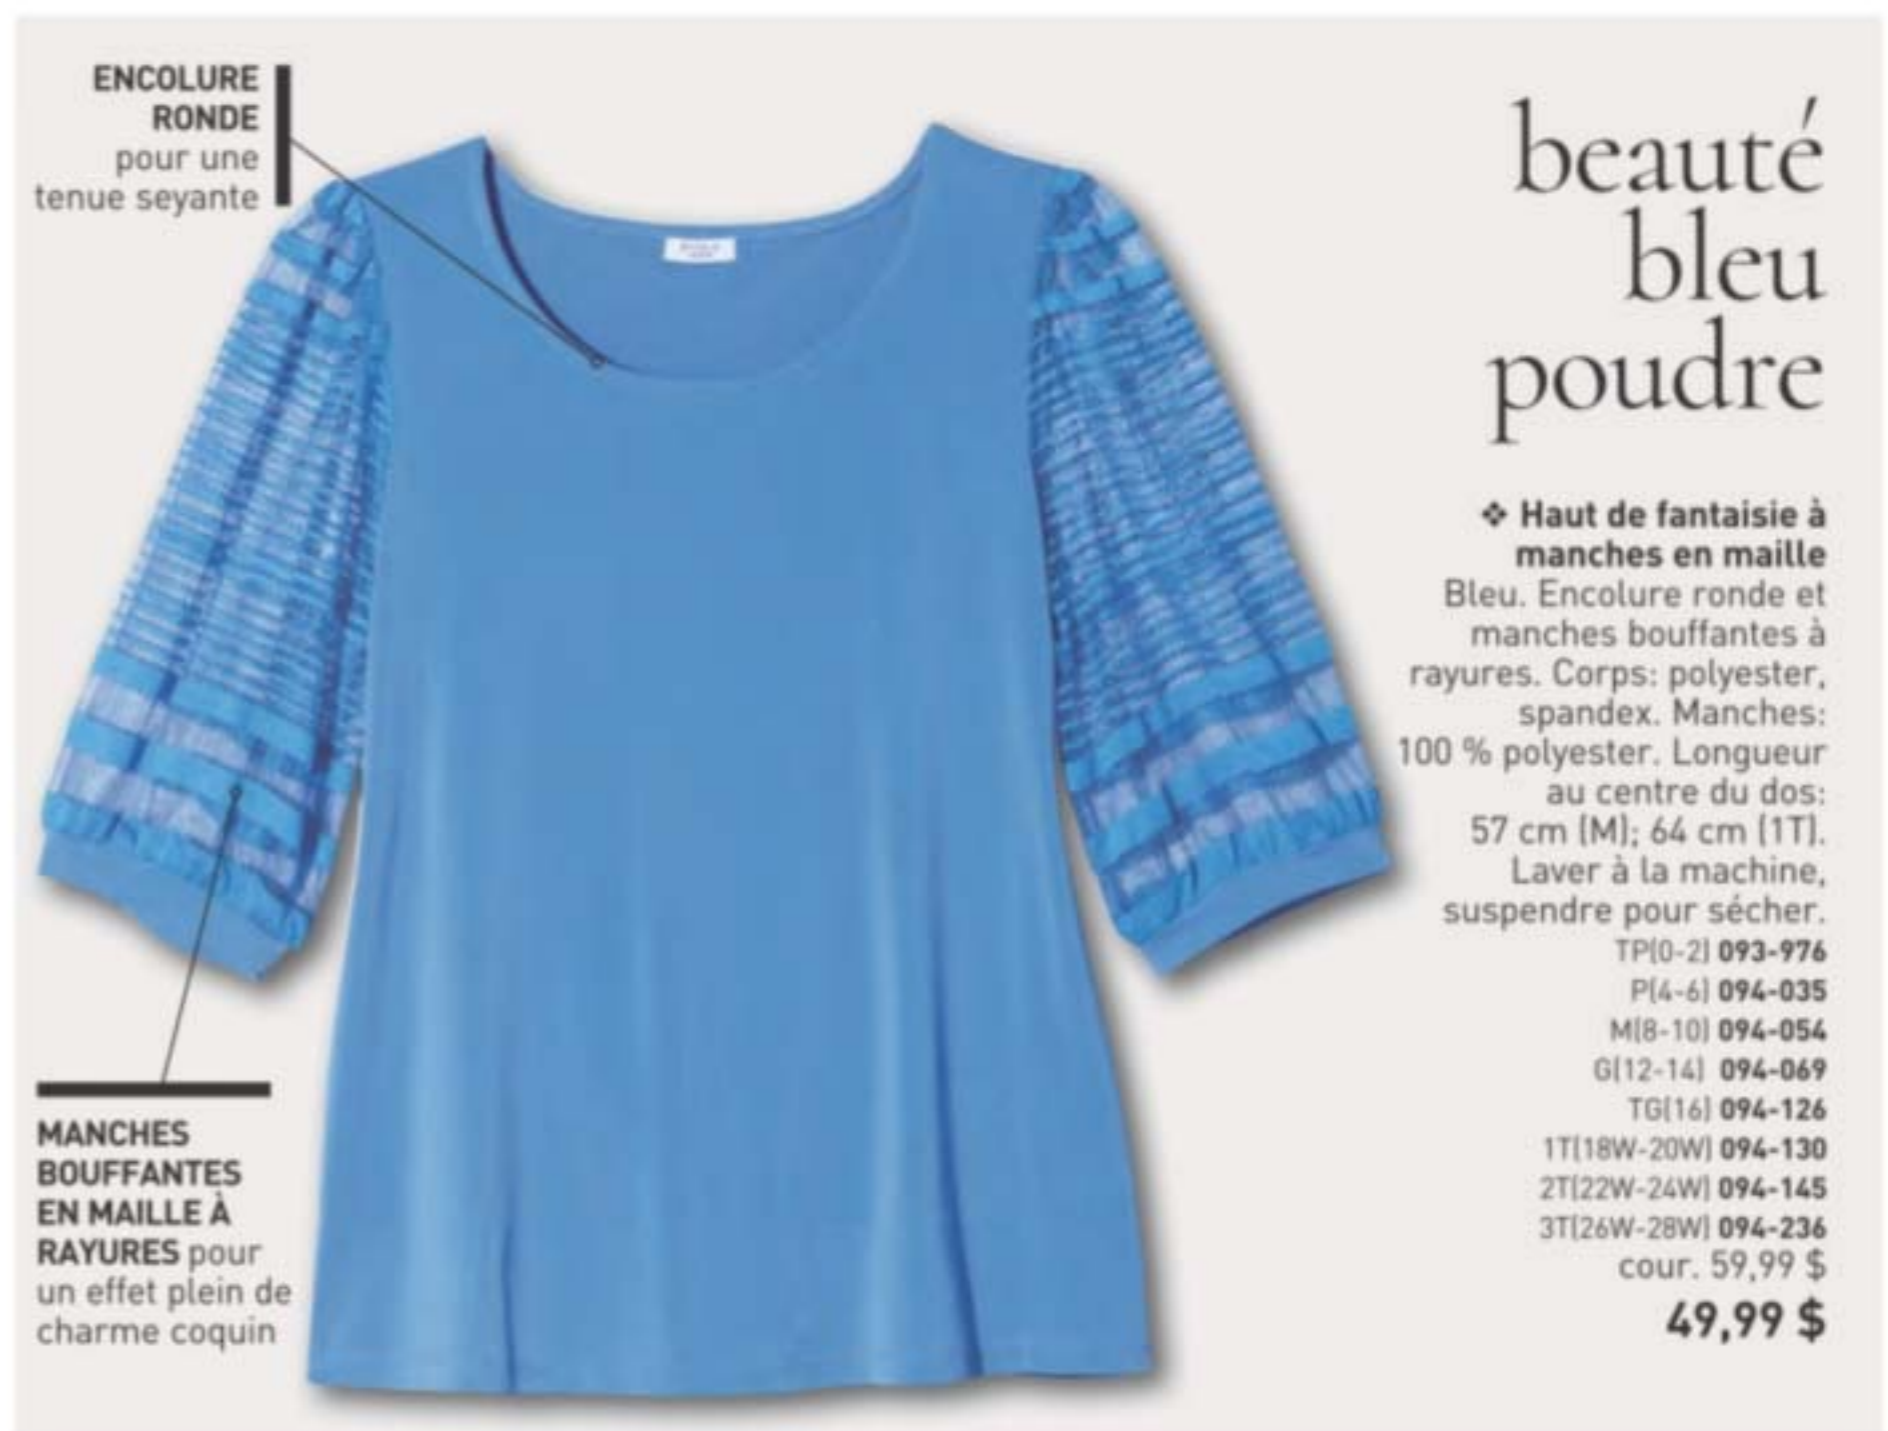 ENCOLURE
RONDE
pour une
tenue seyante
beauté
bleu
poudre
❖ Haut de fantaisie à
manches en maille
Bleu. Encolure ronde et
manches bouffantes à
rayures. Corps: polyester,
spandex. Manches:
100 % polyester. Longueur
au centre du dos:
57 cm (M); 64 cm (1T).
Laver à la machine,
suspendre pour sécher.
TP(0-2) 093-976
P(4-6) 094-035
M(8-10) 094-054
G(12-14) 094-069
TG(16) 094-126
1T(18W-20W) 094-130
2T(22W-24W) 094-145
3T(26W-28W) 094-236
cour. 59,99 $
49,99 $
MANCHES
BOUFFANTES
EN MAILLE À
RAYURES pour
un effet plein de
charme coquin